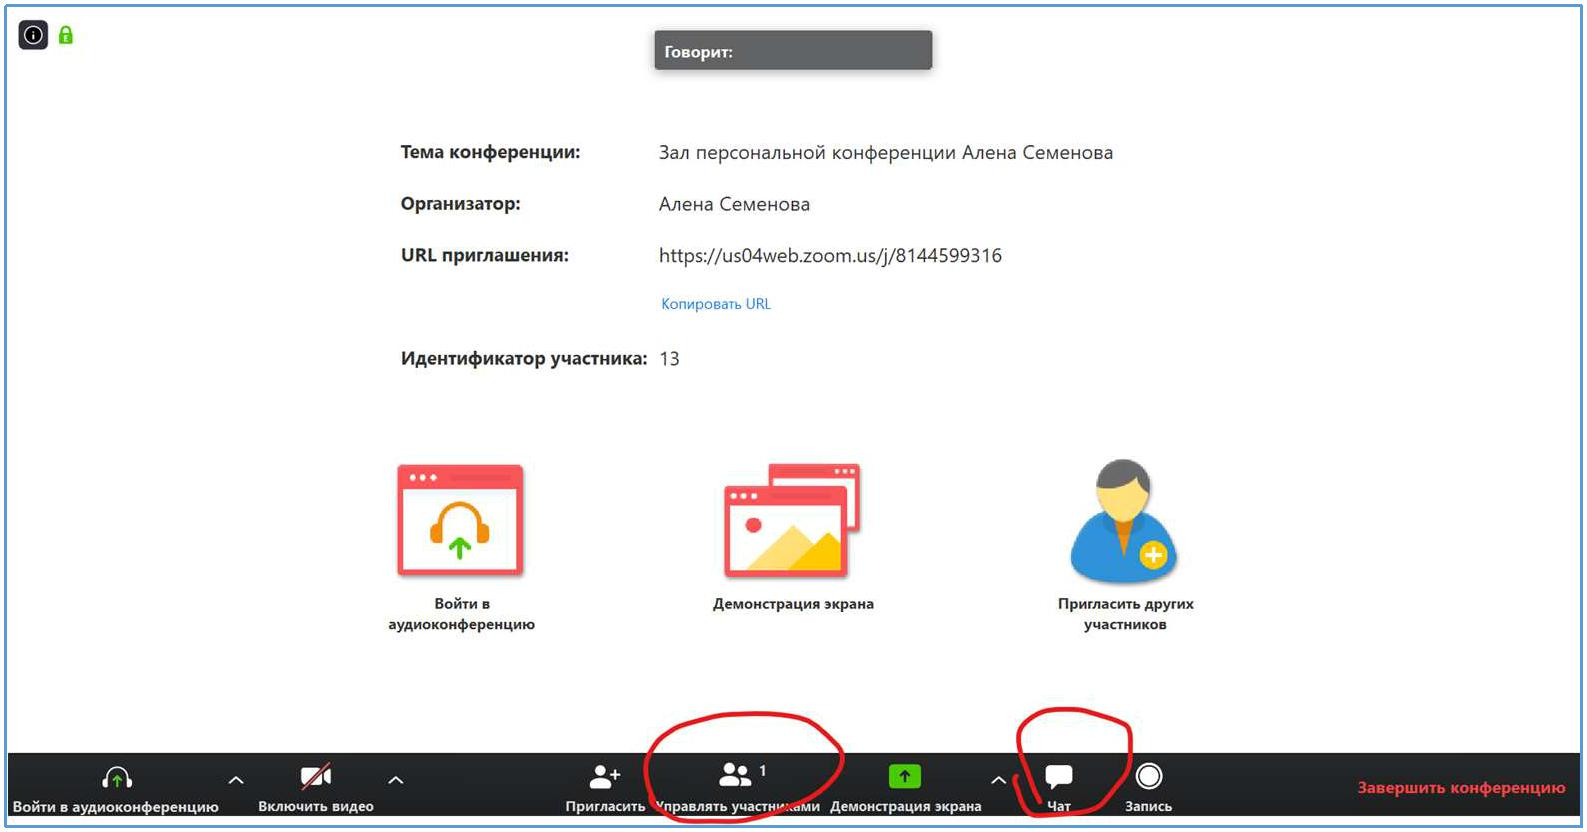 Говорит:
Тема конференции: Зал персональной конференции Алена Семенова
Организатор: Алена Семенова
URL приглашения: https://us04web.zoom.us/j/8144599316
Копировать URL
Идентификатор участника: 13
Войти в
аудиоконференцию
Демонстрация экрана
Пригласить других
участников
1
Войти в аудиоконференцию
Включить видео
Пригласить
Управлять участниками
Демонстрация экрана
Чат
Запись
Завершить конференцию